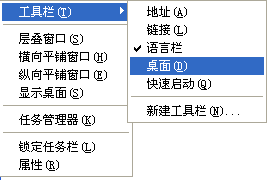 工具栏(T)
层叠窗口(S)
横向平铺窗口(H)
纵向平铺窗口(E)
显示桌面(S)
任务管理器(K)
锁定任务栏(L)
属性(R)
地址(A)
链接(L)
语言栏
桌面(D)
快速启动(Q)
新建工具栏(N)...